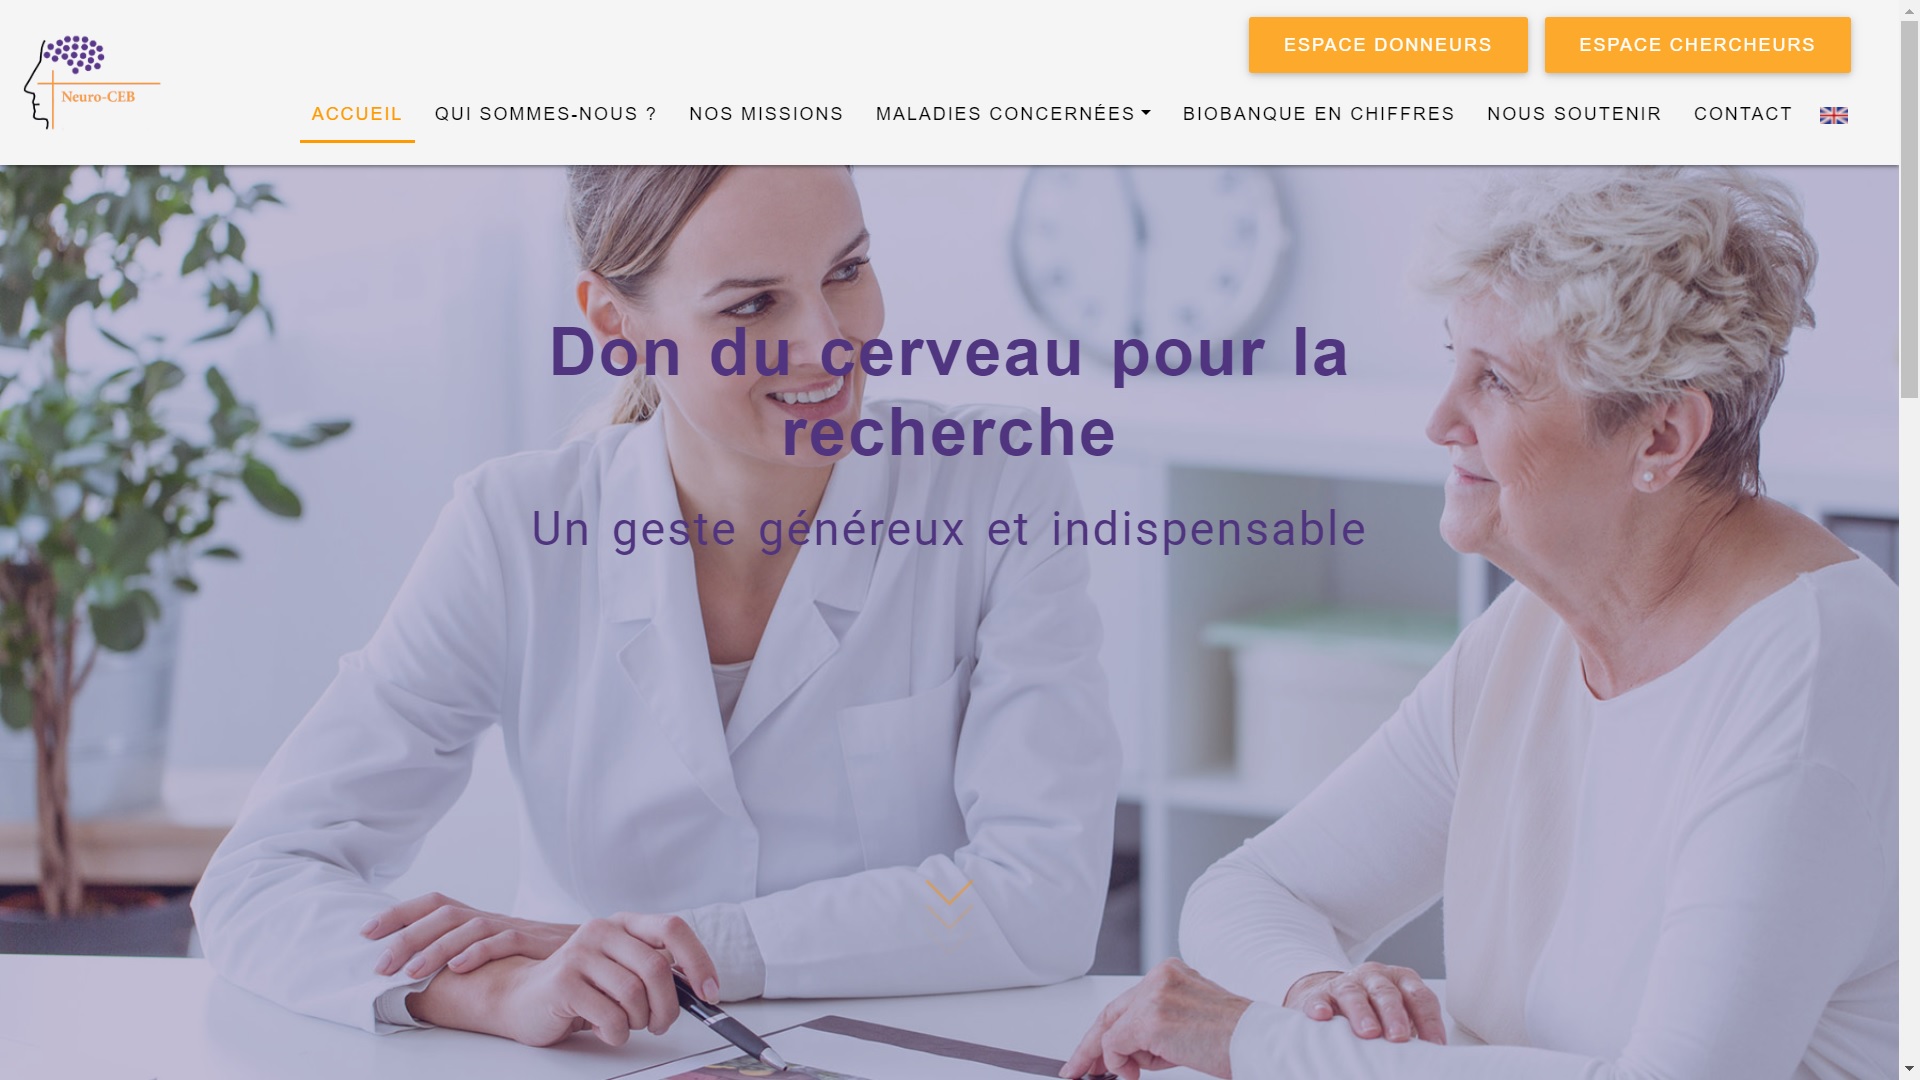 ESPACE DONNEURS
ESPACE CHERCHEURS
Neuro-CEB
ACCUEIL
QUI SOMMES-NOUS ?
NOS MISSIONS
MALADIES CONCERNÉES
BIOBANQUE EN CHIFFRES
NOUS SOUTENIR
CONTACT
Don du cerveau pour la
recherche
Un geste généreux et indispensable